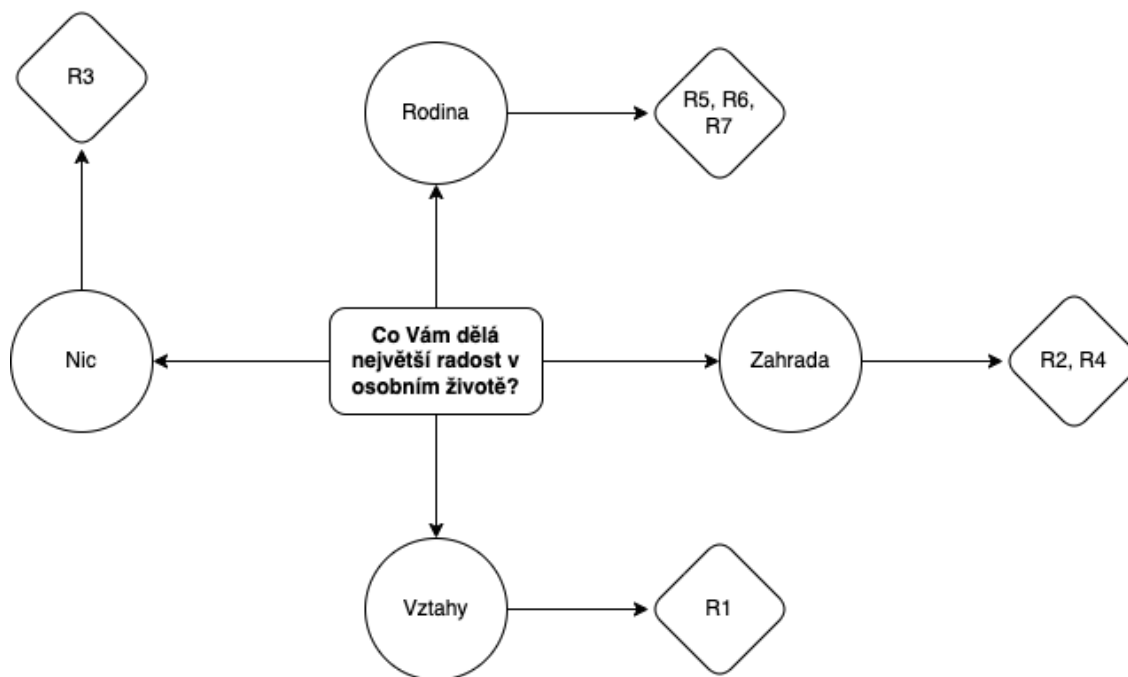 R3
Rodina
R5, R6,
R7
Nic
Co Vám dělá
největší radost v
osobním životě?
Zahrada
R2, R4
Vztahy
R1